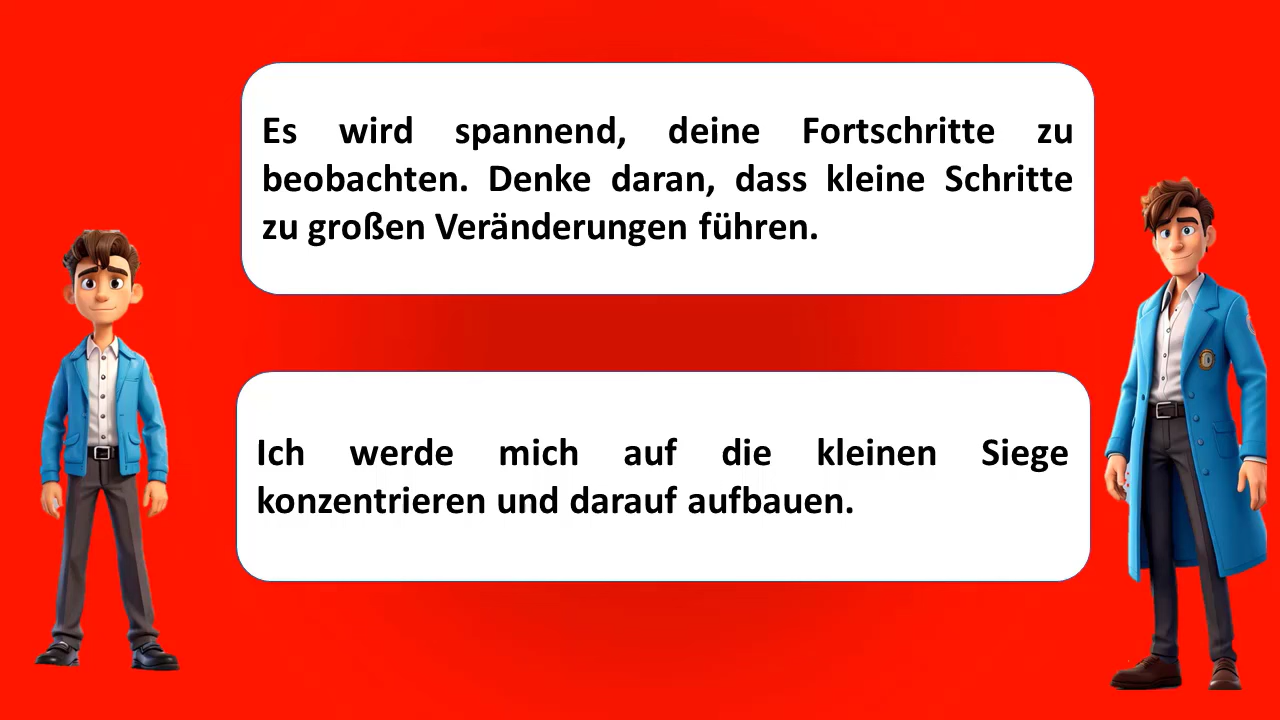 Es wird spannend, deine Fortschritte zu
beobachten. Denke daran, dass kleine Schritte
zu großen Veränderungen führen.
Ich werde mich auf die kleinen Siege
konzentrieren und darauf aufbauen.